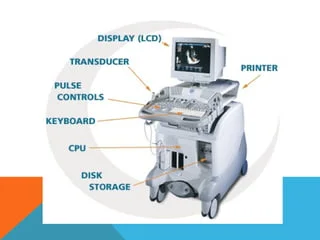 DISPLAY (LCD)
TRANSDUCER
PRINTER
PULSE
CONTROLS
KEYBOARD
CPU
DISK
STORAGE